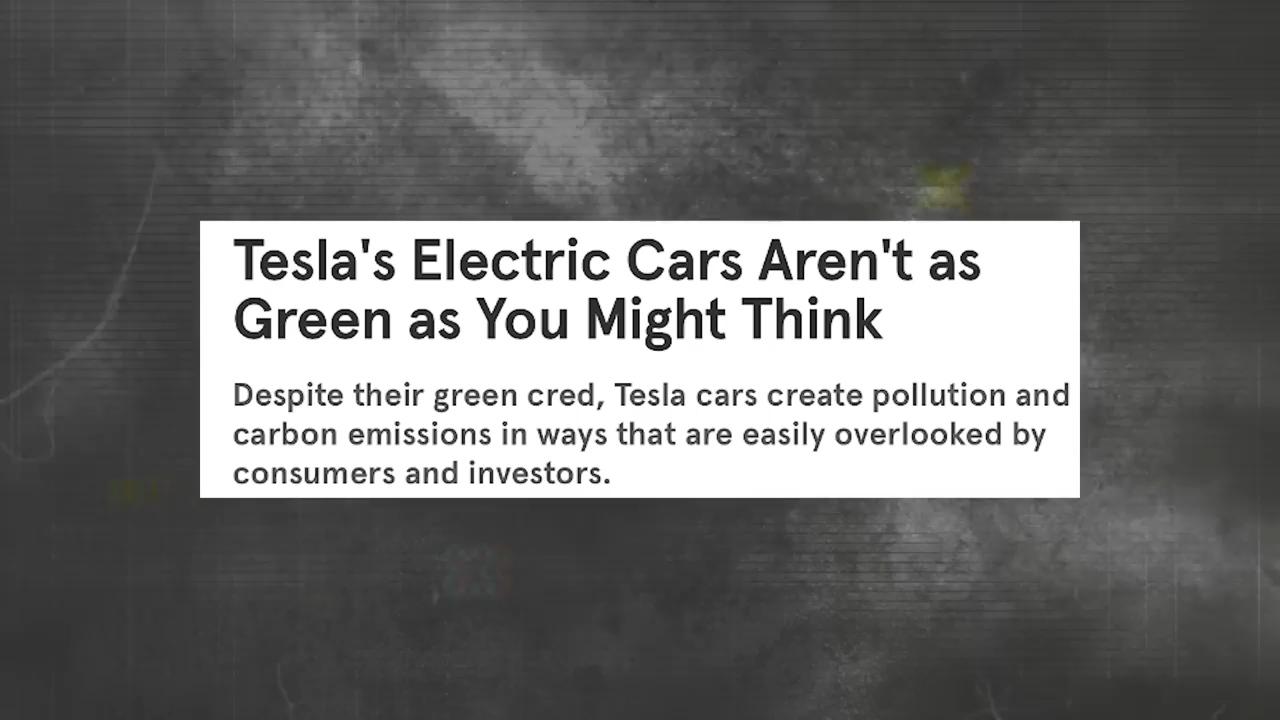 Tesla's Electric Cars Aren't as
Green as You Might Think
Despite their green cred, Tesla cars create pollution and
carbon emissions in ways that are easily overlooked by
consumers and investors.